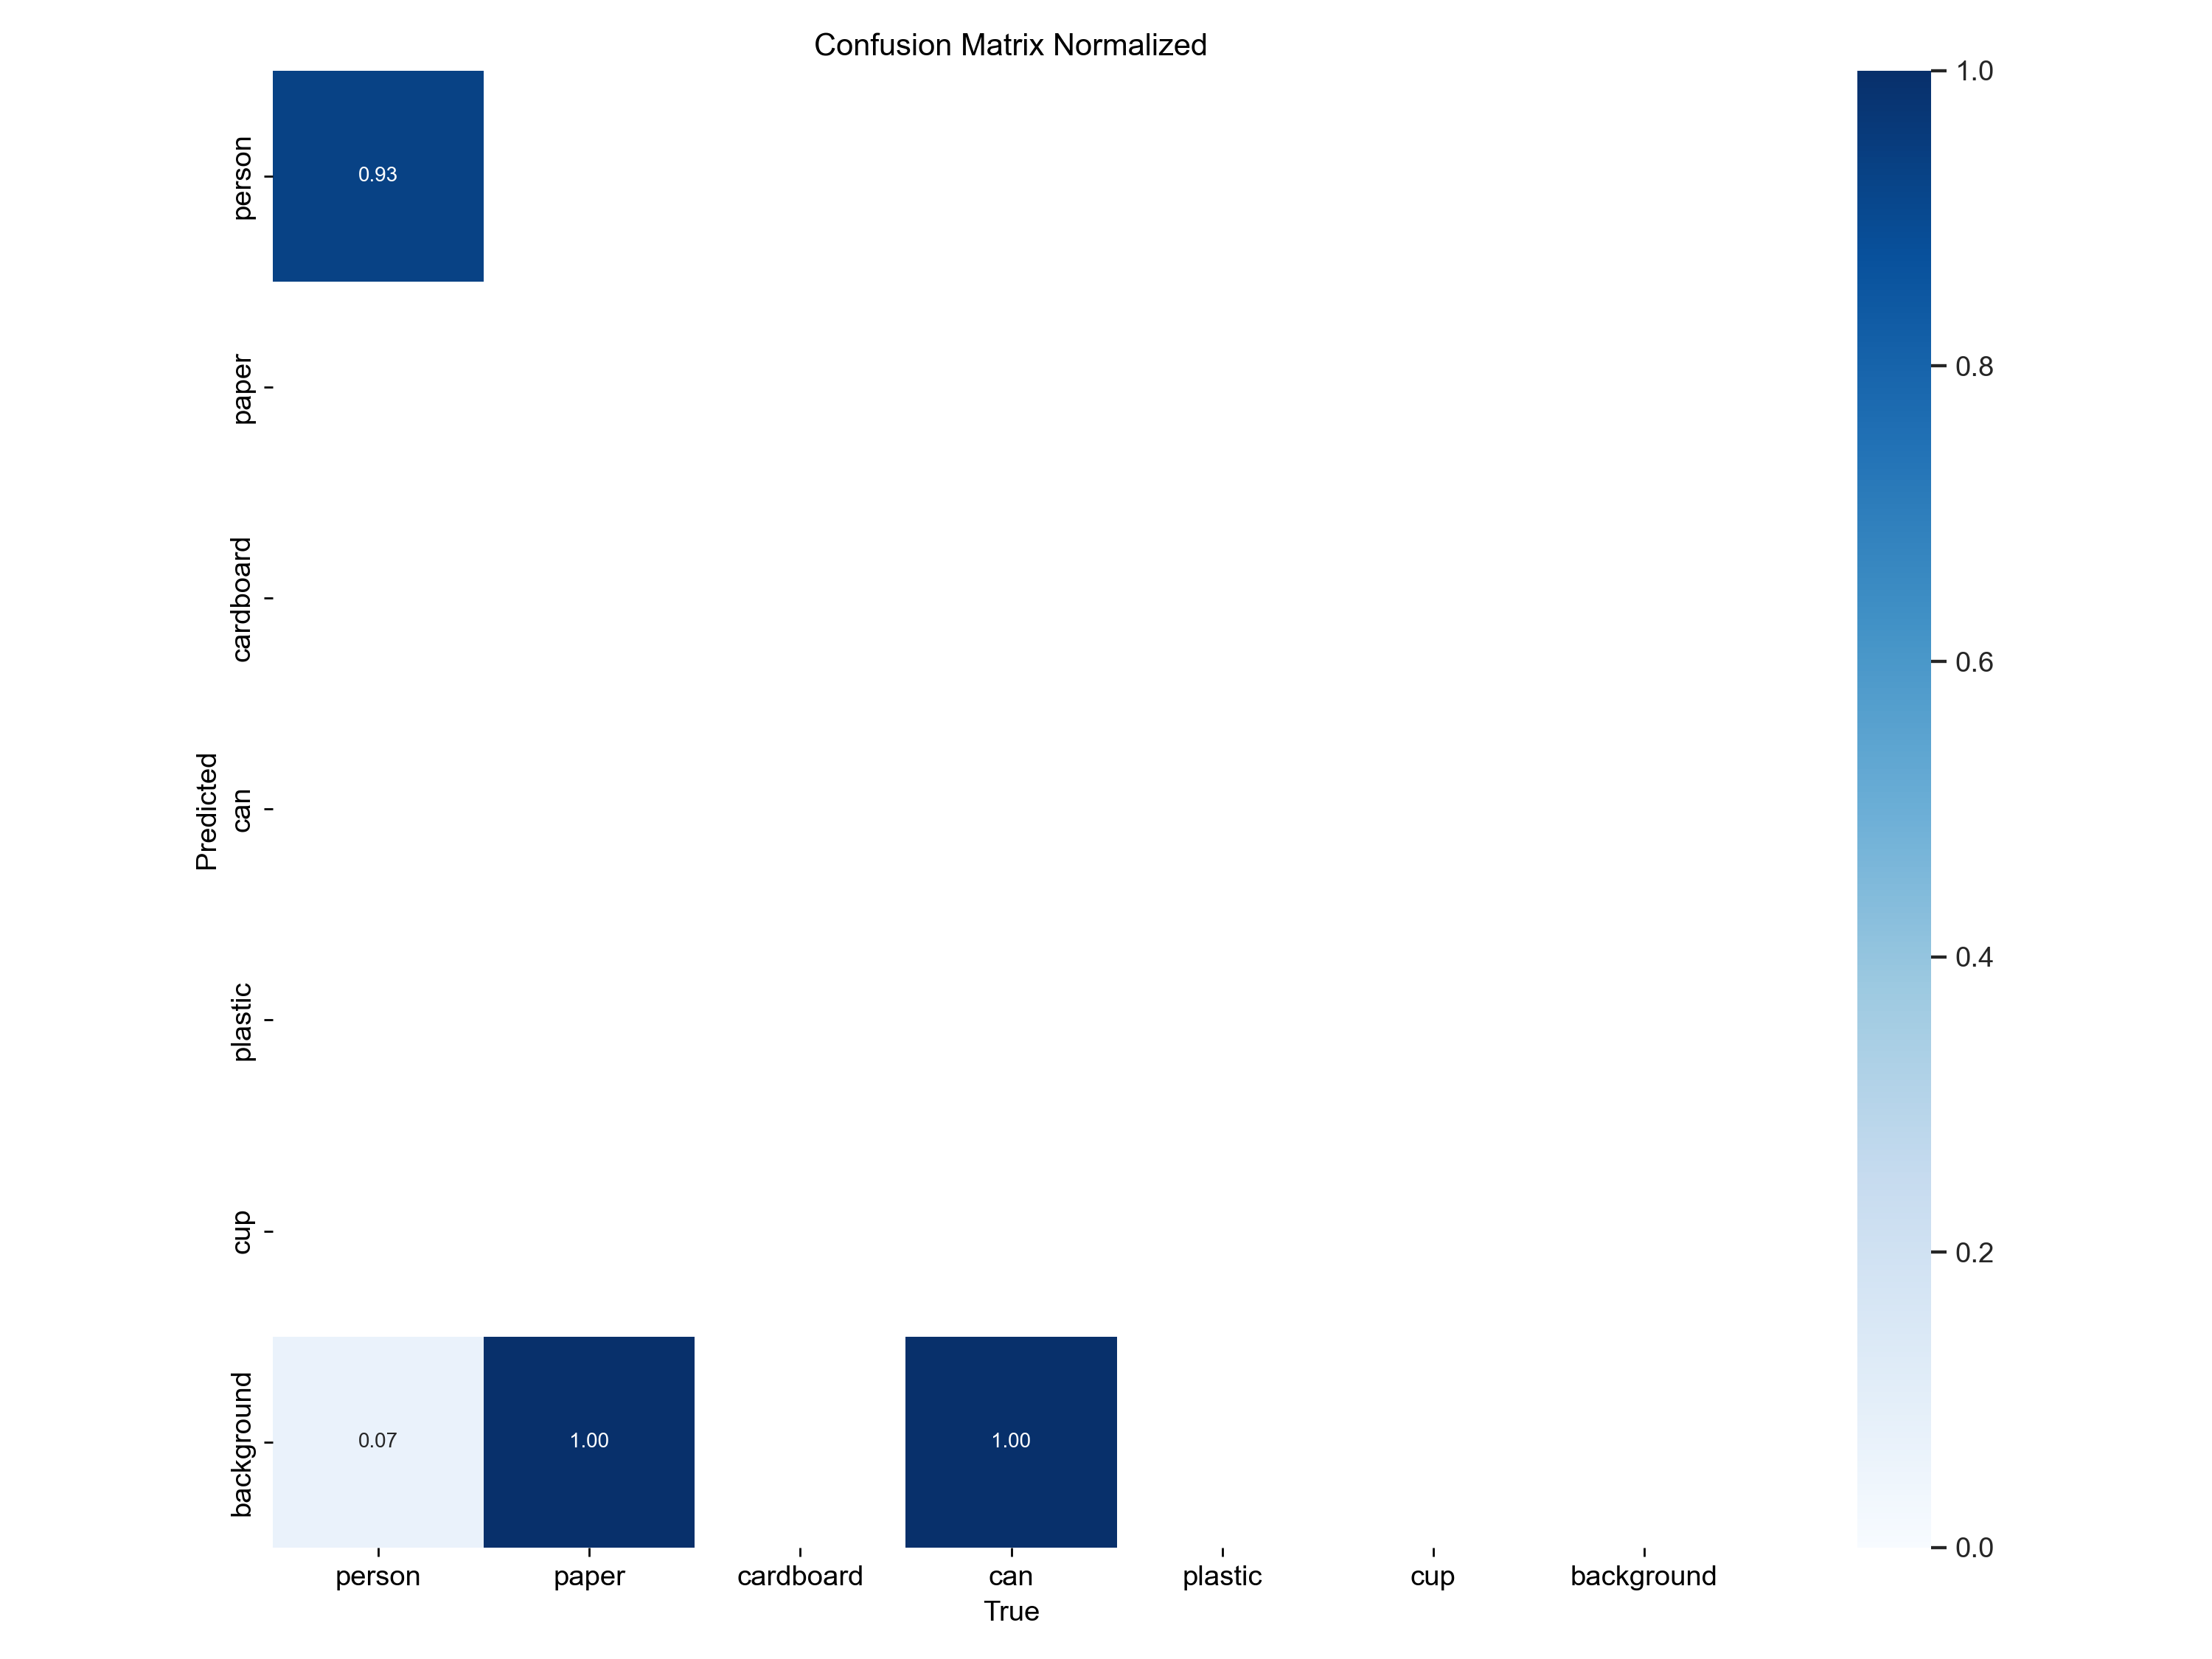 Confusion Matrix Normalized
1.0
person
0.93
paper
0.8
cardboard
0.6
Predicted
can
0.4
plastic
cup
0.2
background
0.07
1.00
1.00
0.0
person
paper
cardboard
can
plastic
cup
background
True